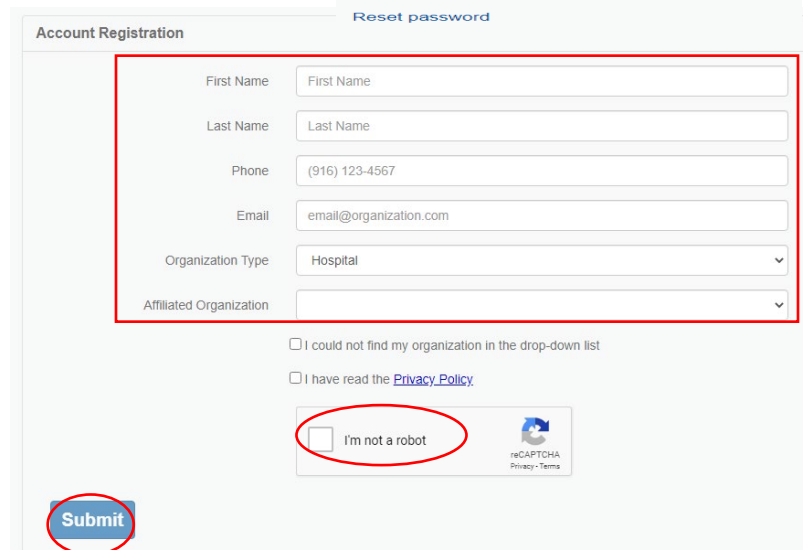 Reset password
Account Registration
First Name First Name
Last Name Last Name
Phone (916) 123-4567
Email email@organization.com
Organization Type Hospital
Affiliated Organization
I could not find my organization in the drop-down list
I have read the Privacy Policy
I'm not a robot
reCAPTCHA
Privacy - Terms
Submit